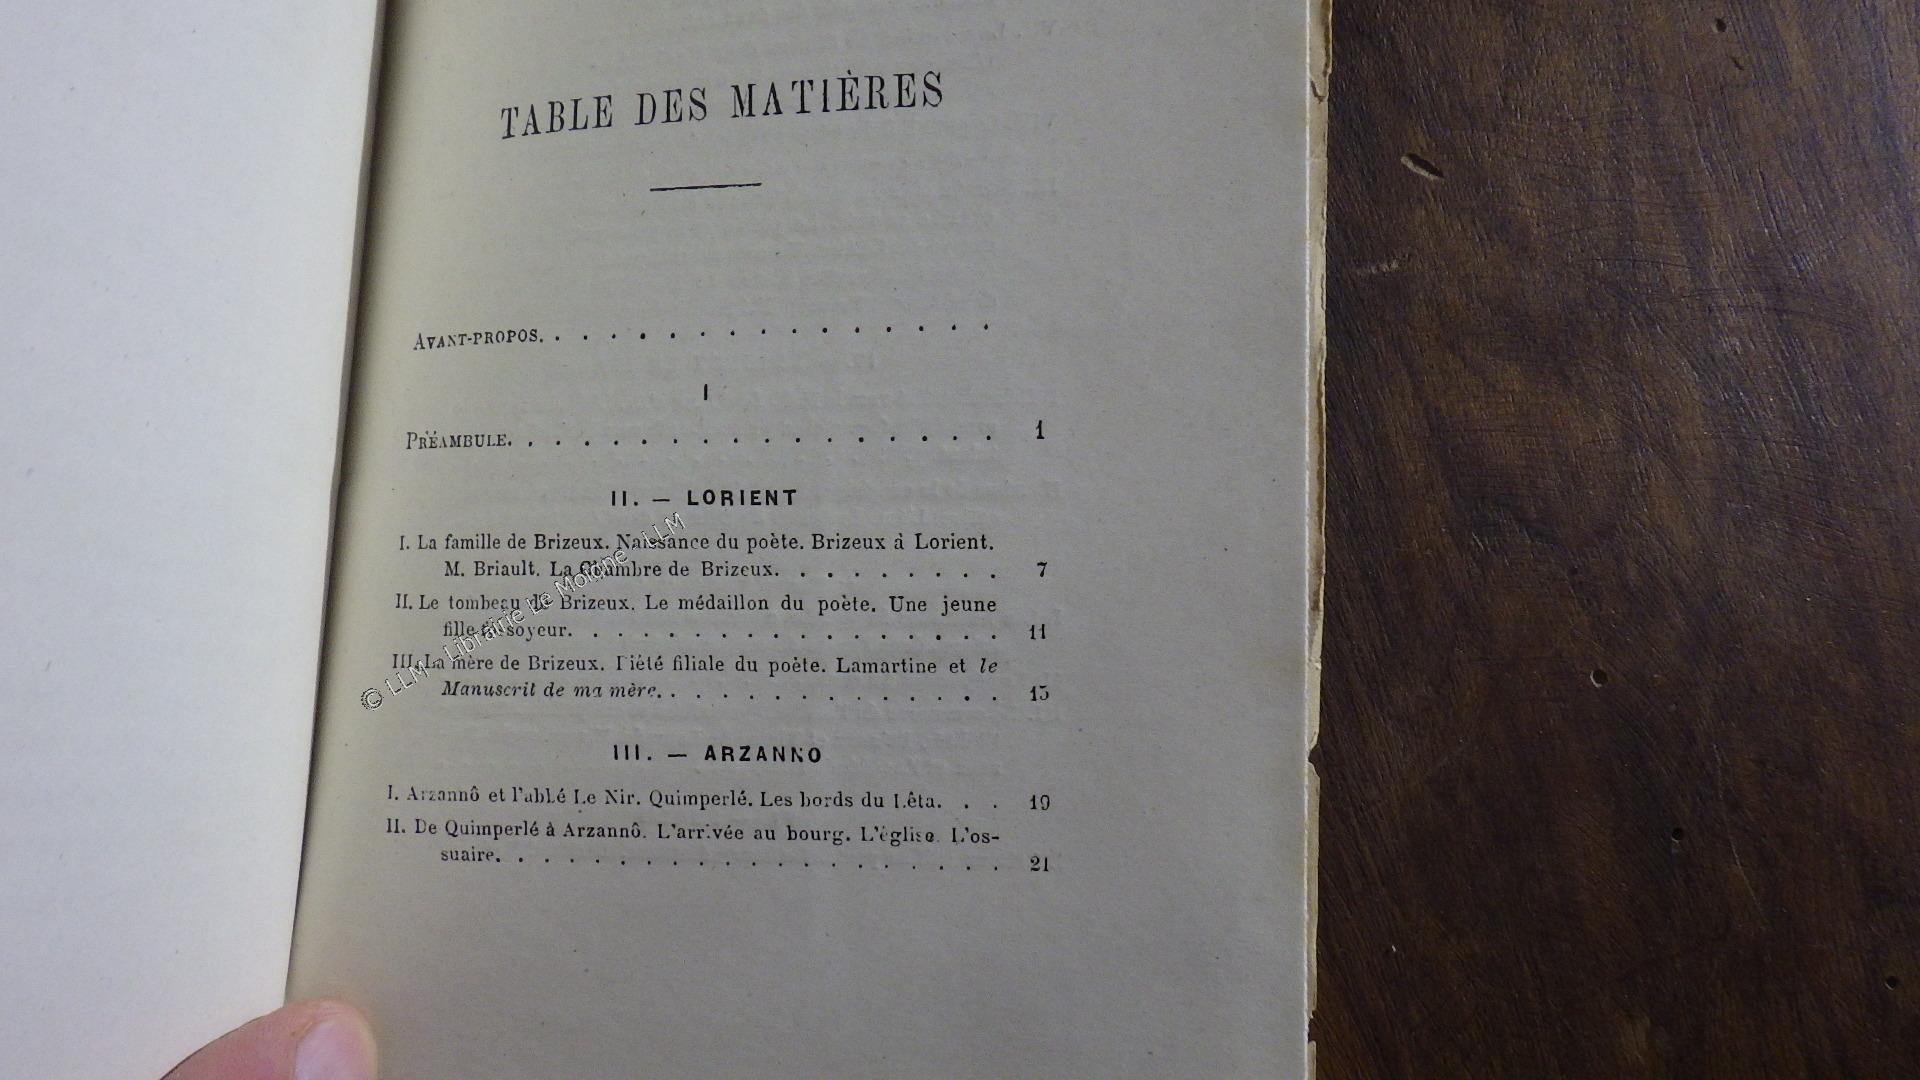 TABLE DES MATIÈRES
AVANT-PROPOS. . . . . . . . . . . . . . . .
I
PRÉAMBULE. . . . . . . . . . . . . . . . . . 1
II. — LORIENT
I. La famille de Brizeux. Naissance du poète. Brizeux à Lorient.
M. Briault. La Chambre de Brizeux. . . . . . . . . 7
II. Le tombeau de Brizeux. Le médaillon du poète. Une jeune
fille soyeur. . . . . . . . . . . . . . . . . 11
III. La mère de Brizeux. Piété filiale du poète. Lamartine et le
Manuscrit de ma mère. . . . . . . . . . . . . . 15
III. — ARZANNO
I. Arzannô et l'abbé Le Nir. Quimperlé. Les bords du Lêta. . . 19
II. De Quimperlé à Arzannô. L'arrivée au bourg. L'église. L'os-
suaire. . . . . . . . . . . . . . . . . . . . 21
© LLM - Librairie Le Moigne - LLM